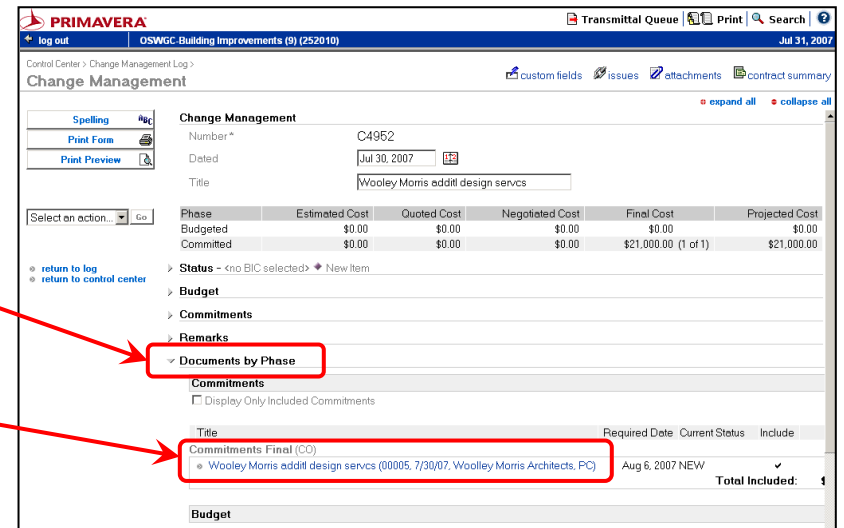 PRIMAVERA
Transmittal Queue Print Search ?
log out OSWGC-Building Improvements (9) (252010) Jul 31, 2007
Control Center > Change Management Log >
Change Management
custom fields issues attachments contract summary
expand all collapse all
Spelling ABC
Print Form
Print Preview
Select an action... Go
return to log
return to control center
Change Management
Number* C4952
Dated Jul 30, 2007
Title Wooley Morris additl design servcs
Phase Estimated Cost Quoted Cost Negotiated Cost Final Cost Projected Cost
Budgeted $0.00 $0.00 $0.00 $0.00 $0.00
Committed $0.00 $0.00 $0.00 $21,000.00 (1 of 1) $21,000.00
Status - <no BIC selected> New Item
Budget
Commitments
Remarks
Documents by Phase
Commitments
Display Only Included Commitments
Title Required Date Current Status Include
Commitments Final (CO)
Wooley Morris additl design servcs (00005, 7/30/07, Woolley Morris Architects, PC) Aug 6, 2007 NEW ✔
Total Included:
Budget